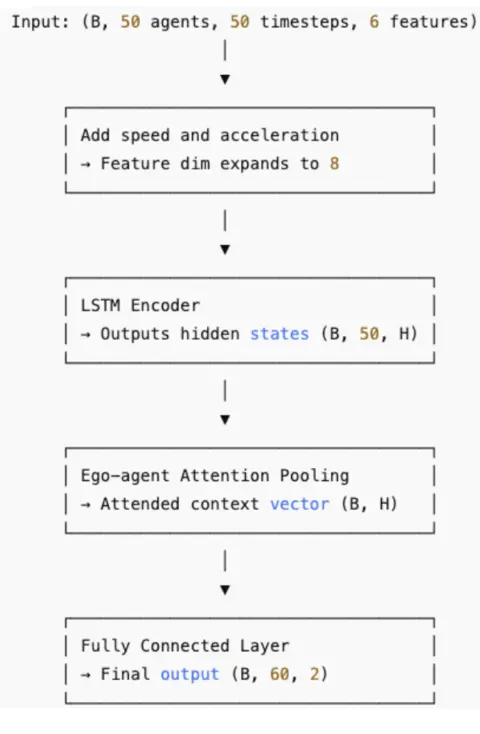 Input: (B, 50 agents, 50 timesteps, 6 features)
Add speed and acceleration
→ Feature dim expands to 8
LSTM Encoder
→ Outputs hidden states (B, 50, H)
Ego-agent Attention Pooling
→ Attended context vector (B, H)
Fully Connected Layer
→ Final output (B, 60, 2)